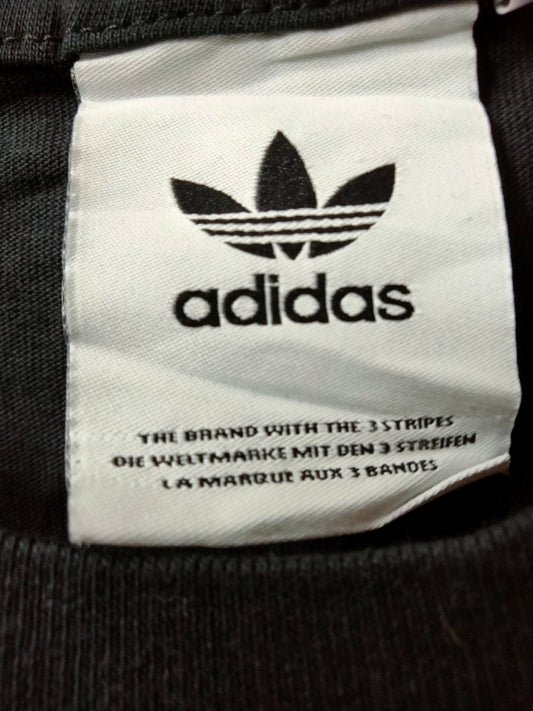 adidas
THE BRAND WITH THE 3 STRIPES
DIE WELTMARKE MIT DEN 3 STREIFEN
LA MARQUE AUX 3 BANDES